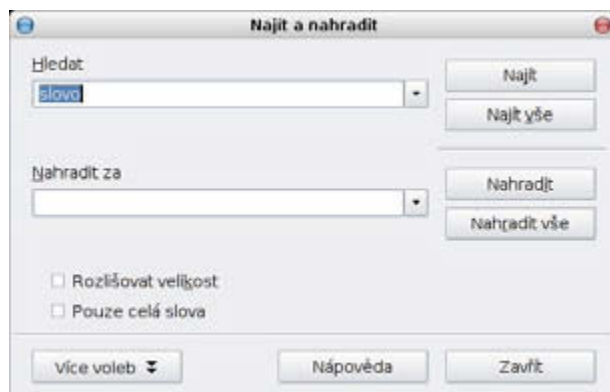 Najít a nahradit
Hledat
slovo
Najít
Najít vše
Nahradit za
Nahradit
Nahradit vše
Rozlišovat velikost
Pouze celá slova
Více voleb
Nápověda
Zavřít